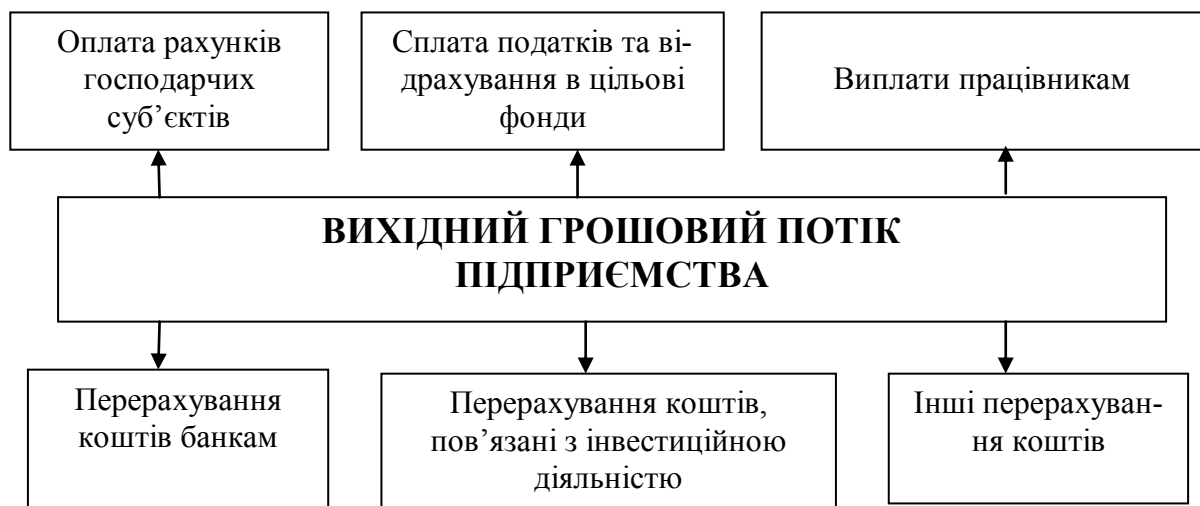 Оплата рахунків
господарчих
суб’єктів
Сплата податків та ві-
драхування в цільові
фонди
Виплати працівникам
ВИХІДНИЙ ГРОШОВИЙ ПОТІК
ПІДПРИЄМСТВА
Перерахування
коштів банкам
Перерахування коштів,
пов’язані з інвестиційною
діяльністю
Інші перерахуван-
ня коштів